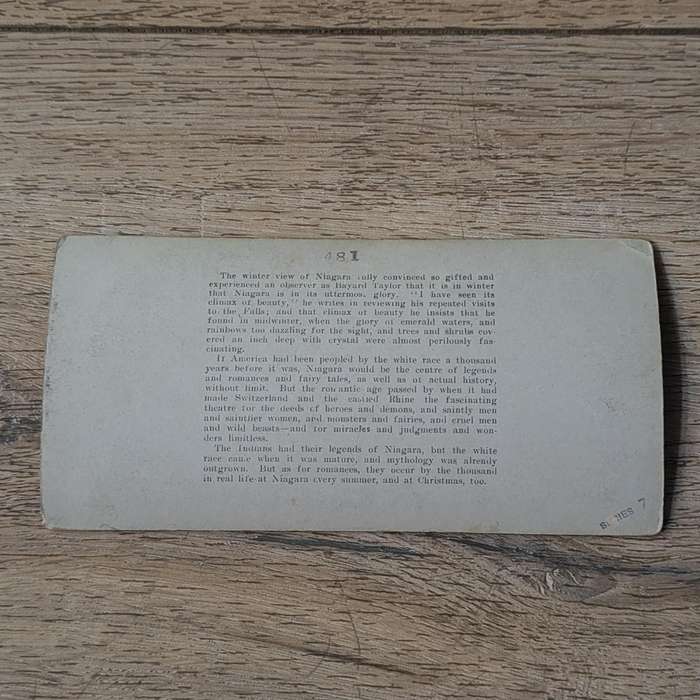 481
The winter view of Niagara fully convinced so gifted and
experienced an observer as Bayard Taylor that it is in winter
that Niagara is in its uttermost glory. "I have seen its
climax of beauty," he writes in reviewing his repeated visits
to the Falls; and that climax of beauty he insists that he
found in midwinter, when the glory of emerald waters, and
rainbows too dazzling for the sight, and trees and shrubs cov-
ered an inch deep with crystal were almost perilously fas-
cinating.
If America had been peopled by the white race a thousand
years before it was, Niagara would be the centre of legends
and romances and fairy tales, as well as of actual history,
without limit. But the romantic age passed by when it had
made Switzerland and the castled Rhine the fascinating
theatre for the deeds of heroes and demons, and saintly men
and saintlier women, and monsters and fairies, and cruel men
and wild beasts—and for miracles and judgments and won-
ders limitless.
The Indians had their legends of Niagara, but the white
race came when it was mature, and mythology was already
outgrown. But as for romances, they occur by the thousand
in real life at Niagara every summer, and at Christmas, too.
SERIES 7